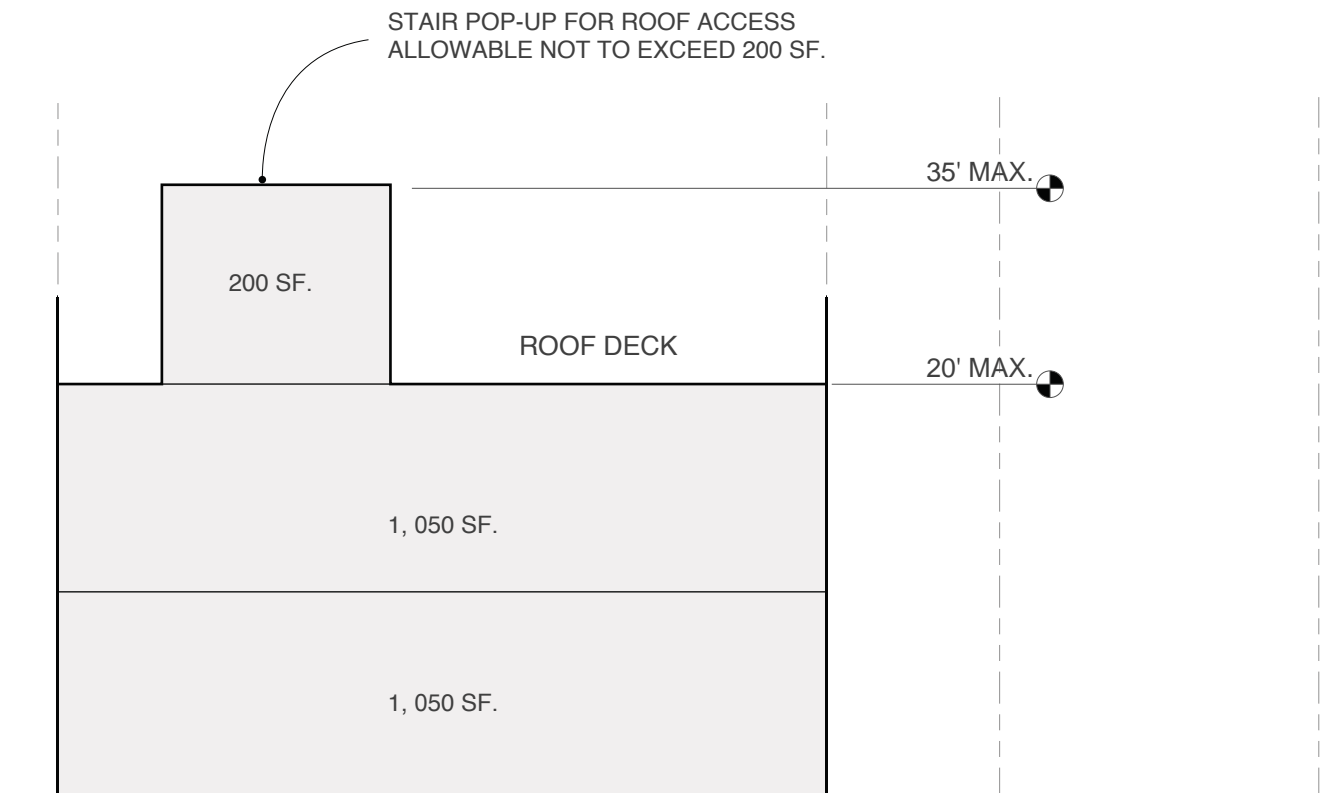 STAIR POP-UP FOR ROOF ACCESS
ALLOWABLE NOT TO EXCEED 200 SF.
35' MAX.
200 SF.
ROOF DECK
20' MAX.
1, 050 SF.
1, 050 SF.